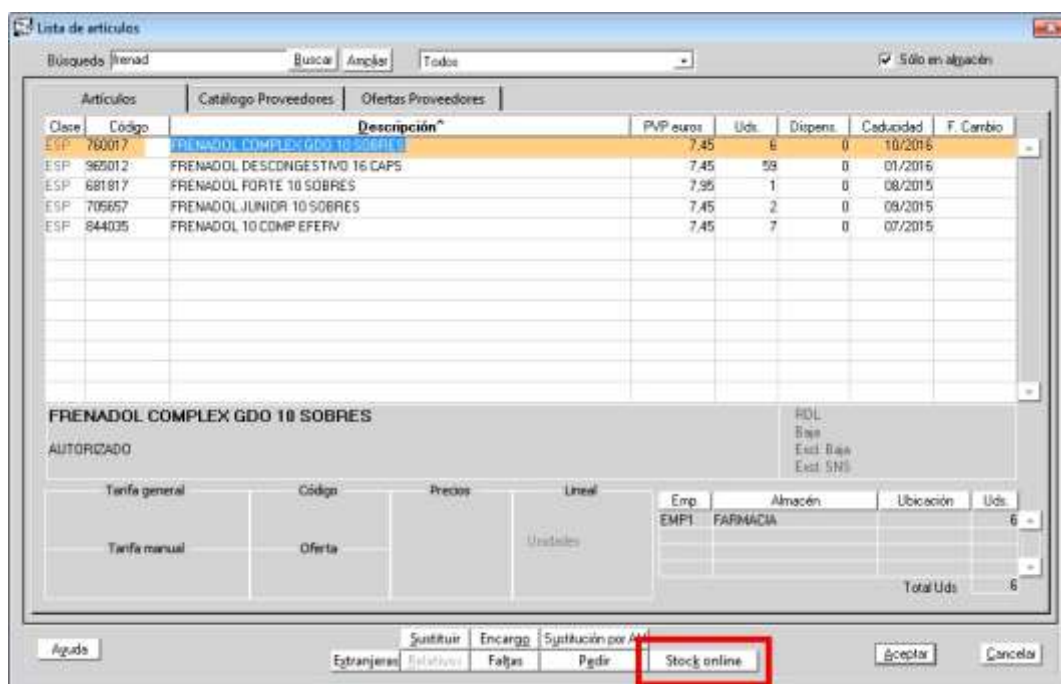 Lista de artículos
Búsqueda frenad Buscar Ampliar Todos Sólo en almacén
Artículos Catálogo Proveedores Ofertas Proveedores
Clase Código Descripción^ PVP euros Uds. Dispens. Caducidad F. Cambio
ESP 760017 FRENADOL COMPLEX GDO 10 SOBRES 7,45 6 0 10/2016
ESP 965012 FRENADOL DESCONGESTIVO 16 CAPS 7,45 59 0 01/2016
ESP 681817 FRENADOL FORTE 10 SOBRES 7,95 1 0 08/2015
ESP 705657 FRENADOL JUNIOR 10 SOBRES 7,45 2 0 09/2015
ESP 844035 FRENADOL 10 COMP EFERV 7,45 7 0 07/2015
FRENADOL COMPLEX GDO 10 SOBRES
RDL
Baja
AUTORIZADO
Excl. Baja
Excl. SNS
Tarifa general Código Precios Lineal
Emp. Almacén Ubicación Uds.
EMP1 FARMACIA 6
Tarifa manual Oferta Unidades
Total Uds 6
Sustituir Encargo Sustitución por
Ayuda Extranjeras Relativos Faltas Pedir Stock online Aceptar Cancelar